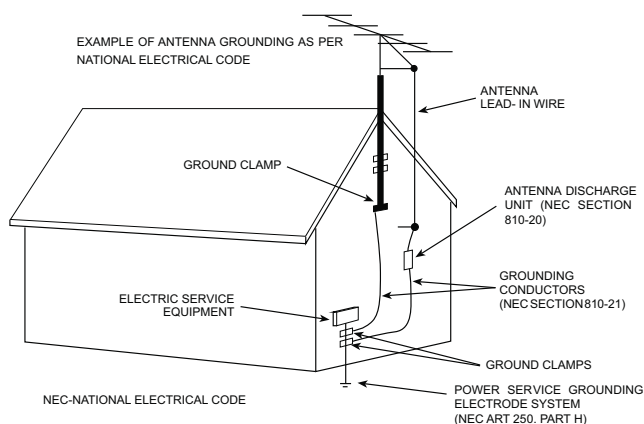 EXAMPLE OF ANTENNA GROUNDING AS PER
NATIONAL ELECTRICAL CODE
ANTENNA
LEAD- IN WIRE
GROUND CLAMP
ANTENNA DISCHARGE
UNIT (NEC SECTION
810-20)
ELECTRIC SERVICE
EQUIPMENT
GROUNDING
CONDUCTORS
(NEC SECTION 810-21)
GROUND CLAMPS
NEC-NATIONAL ELECTRICAL CODE
POWER SERVICE GROUNDING
ELECTRODE SYSTEM
(NEC ART 250, PART H)